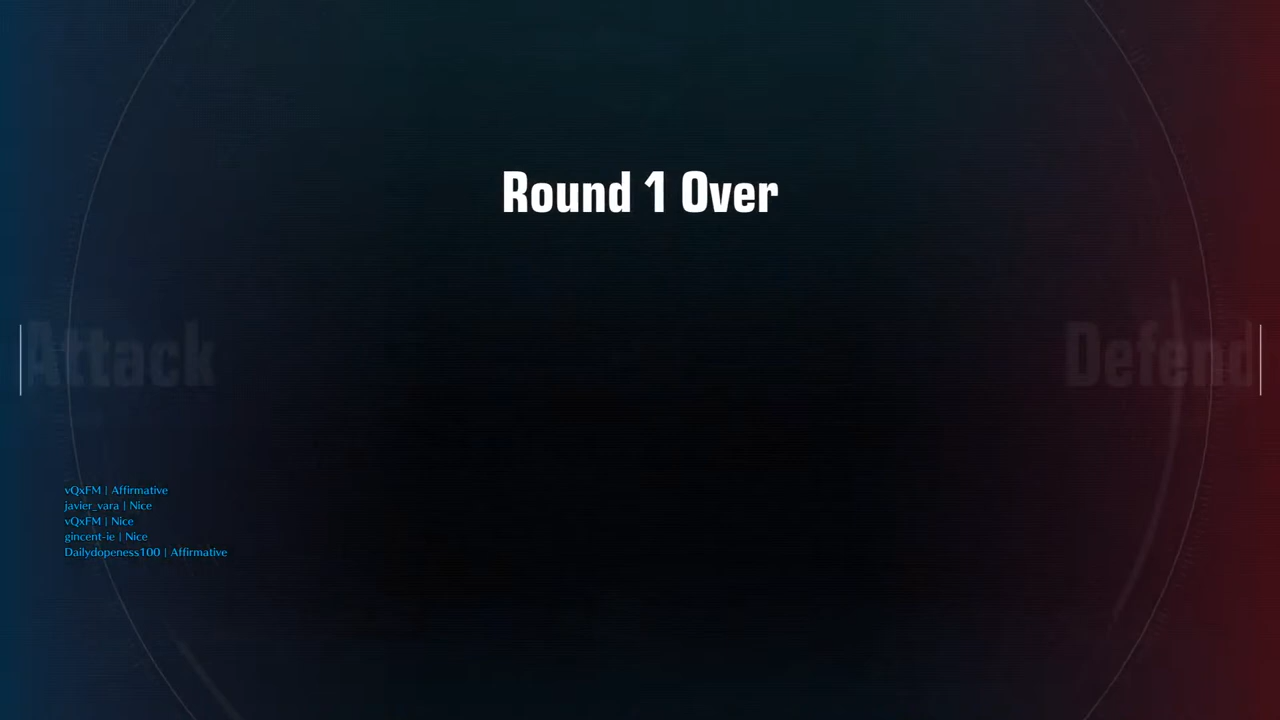 Round 1 Over
Attack
Defend
vQxFM | Affirmative
javier_vara | Nice
vQxFM | Nice
gincent-ie | Nice
Dailydopeness100 | Affirmative